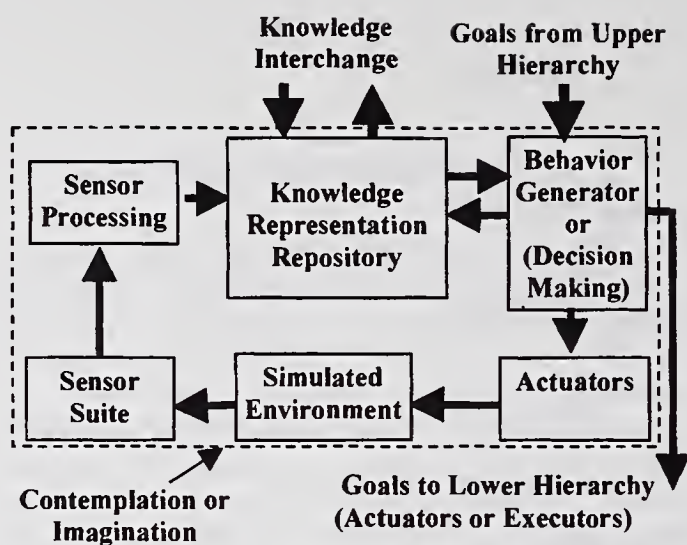 Knowledge
Interchange
Goals from Upper
Hierarchy
Sensor
Processing
Knowledge
Representation
Repository
Behavior
Generator
or
(Decision
Making)
Sensor
Suite
Simulated
Environment
Actuators
Contemplation or
Imagination
Goals to Lower Hierarchy
(Actuators or Executors)